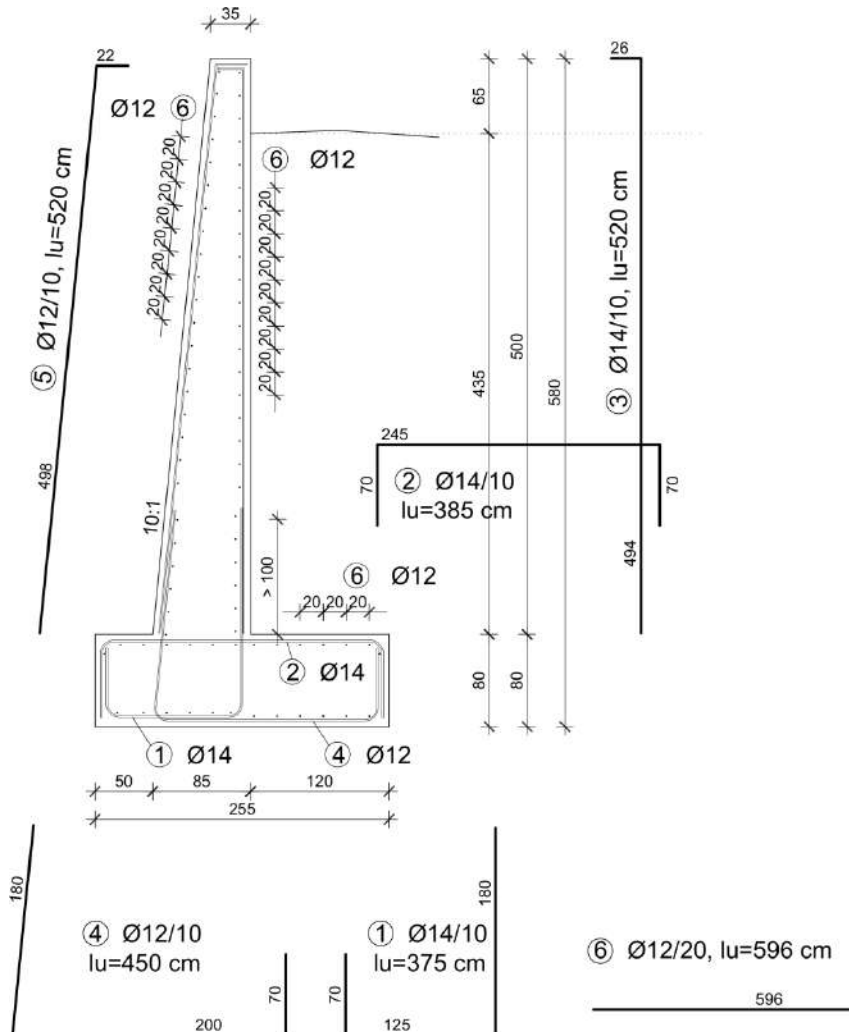 35
22
26
Ø12 ⑥
⑥ Ø12
65
20 20 20 20 20 20 20 20
20 20 20 20 20 20 20 20 20
⑤ Ø12/10, lu=520 cm
③ Ø14/10, lu=520 cm
435
500
580
245
70
② Ø14/10
lu=385 cm
70
498
10:1
> 100
494
⑥ Ø12
20 20 20
② Ø14
80
80
① Ø14
④ Ø12
50
85
120
255
180
180
④ Ø12/10
lu=450 cm
① Ø14/10
lu=375 cm
⑥ Ø12/20, lu=596 cm
70
70
596
200
125